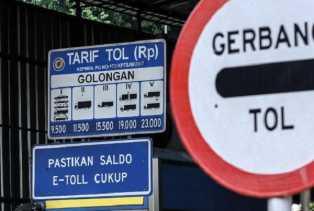 TARIF TOL (Rp)
GOLONGAN
I II III IV V
9.500 11.500 15.500 19.000 23.000
PASTIKAN SALDO
E-TOLL CUKUP
GERBANG
TOL